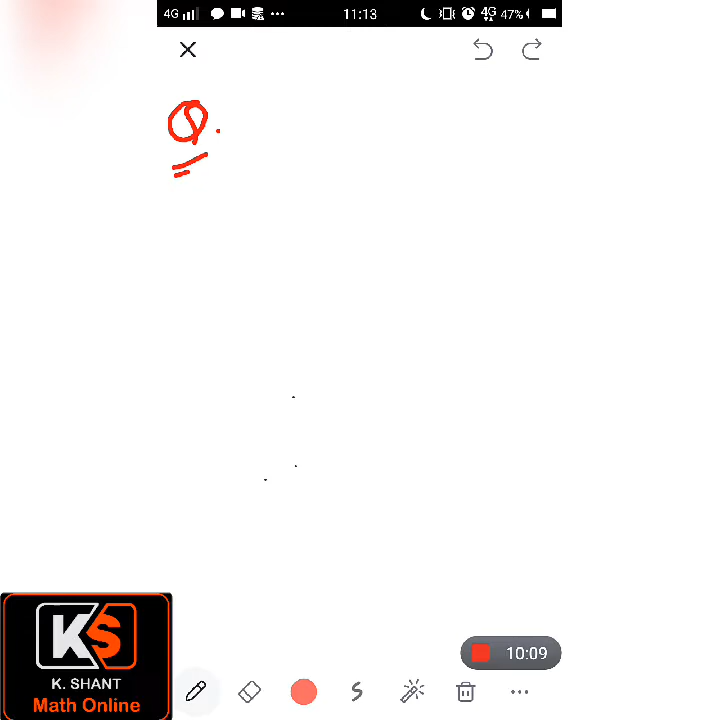 4G 11:13 4G 47%
Q.
10:09
KS
K. SHANT
Math Online
S